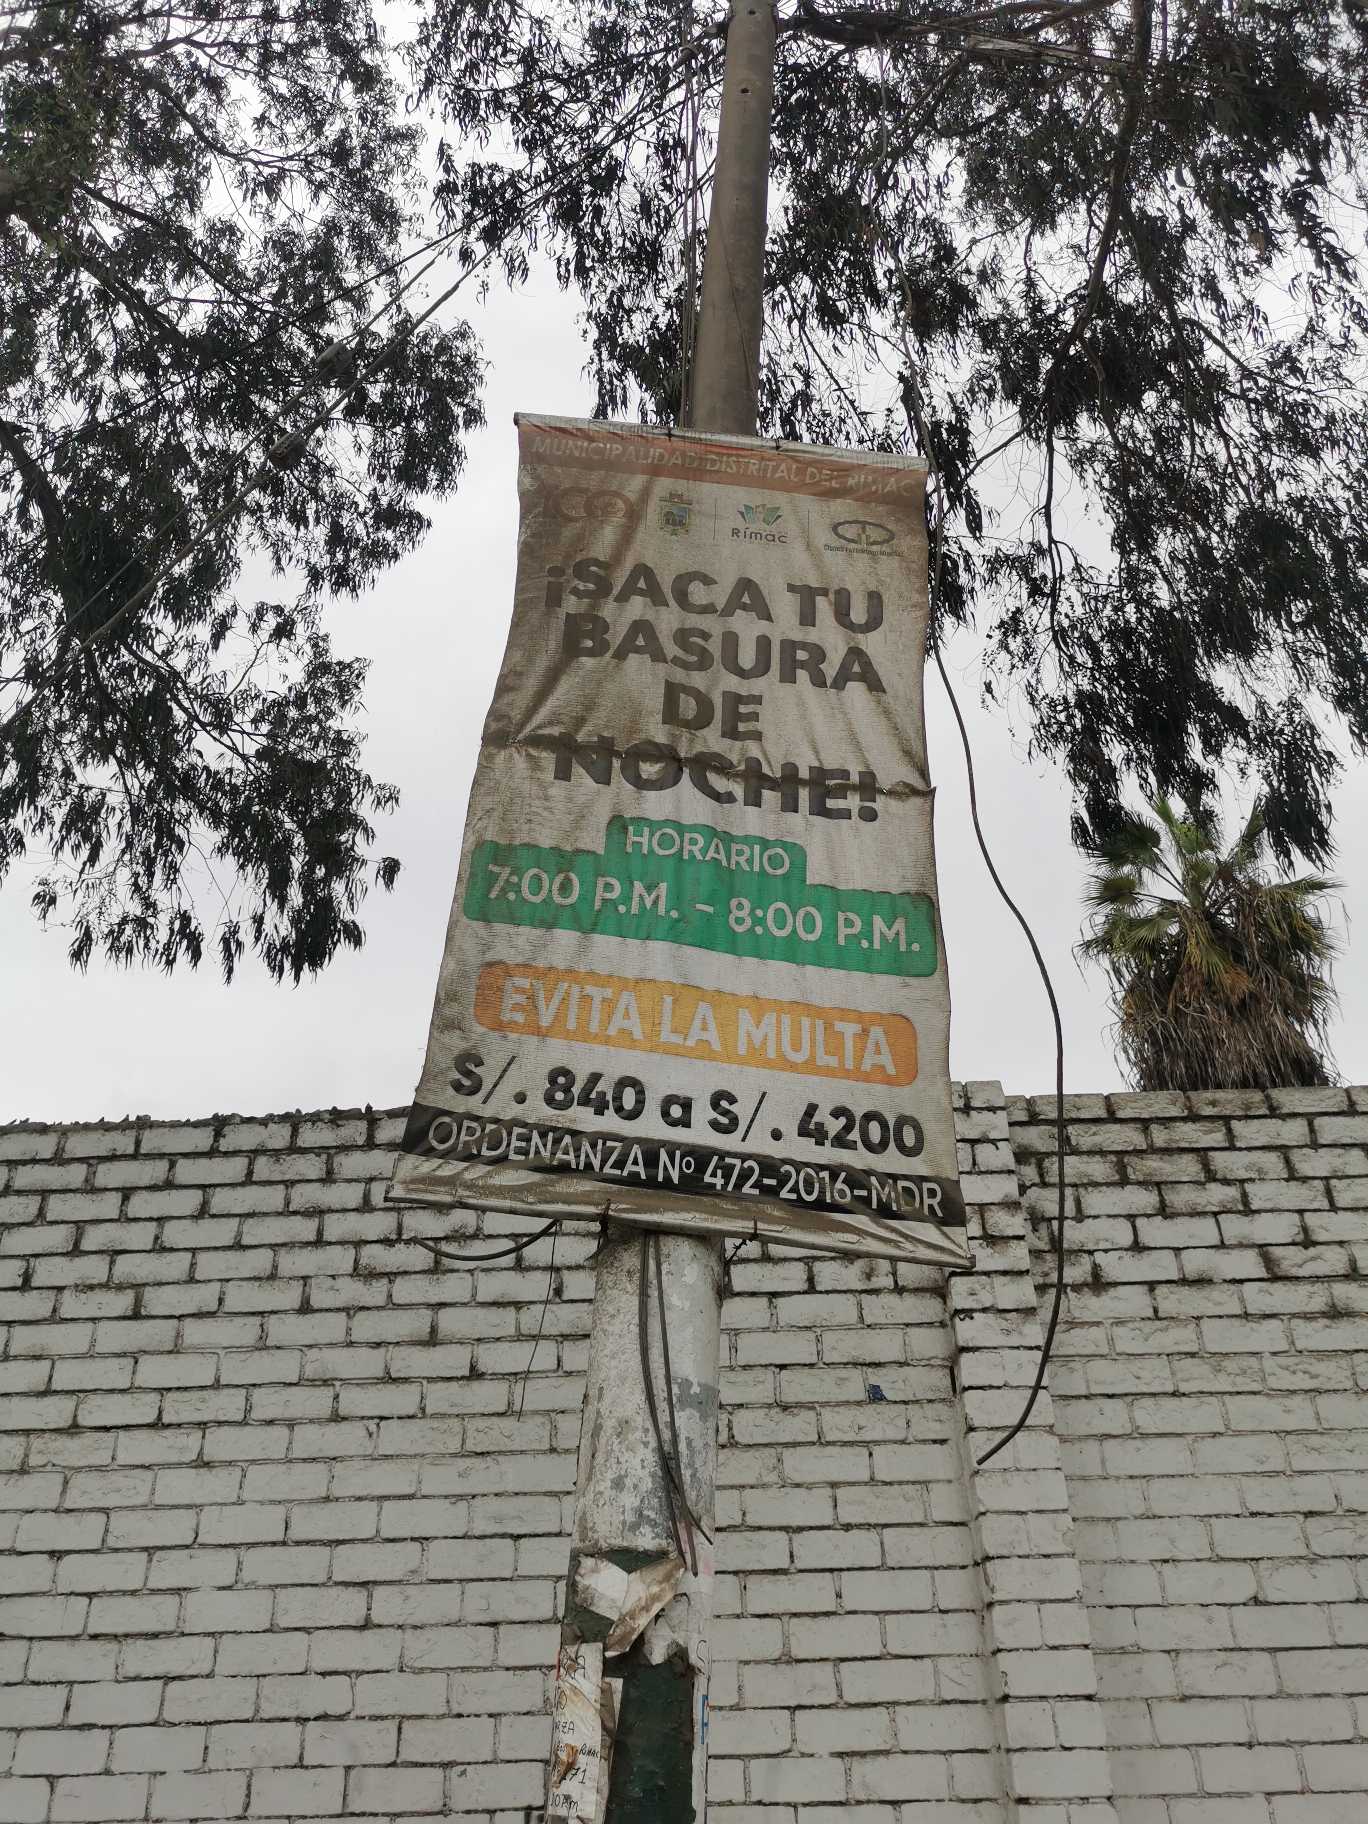 MUNICIPALIDAD DISTRITAL DEL RIMAC
Rímac
¡SACA TU
BASURA
DE
NOCHE!
HORARIO
7:00 P.M. - 8:00 P.M.
EVITA LA MULTA
S/. 840 a S/. 4200
ORDENANZA Nº 472-2016-MDR